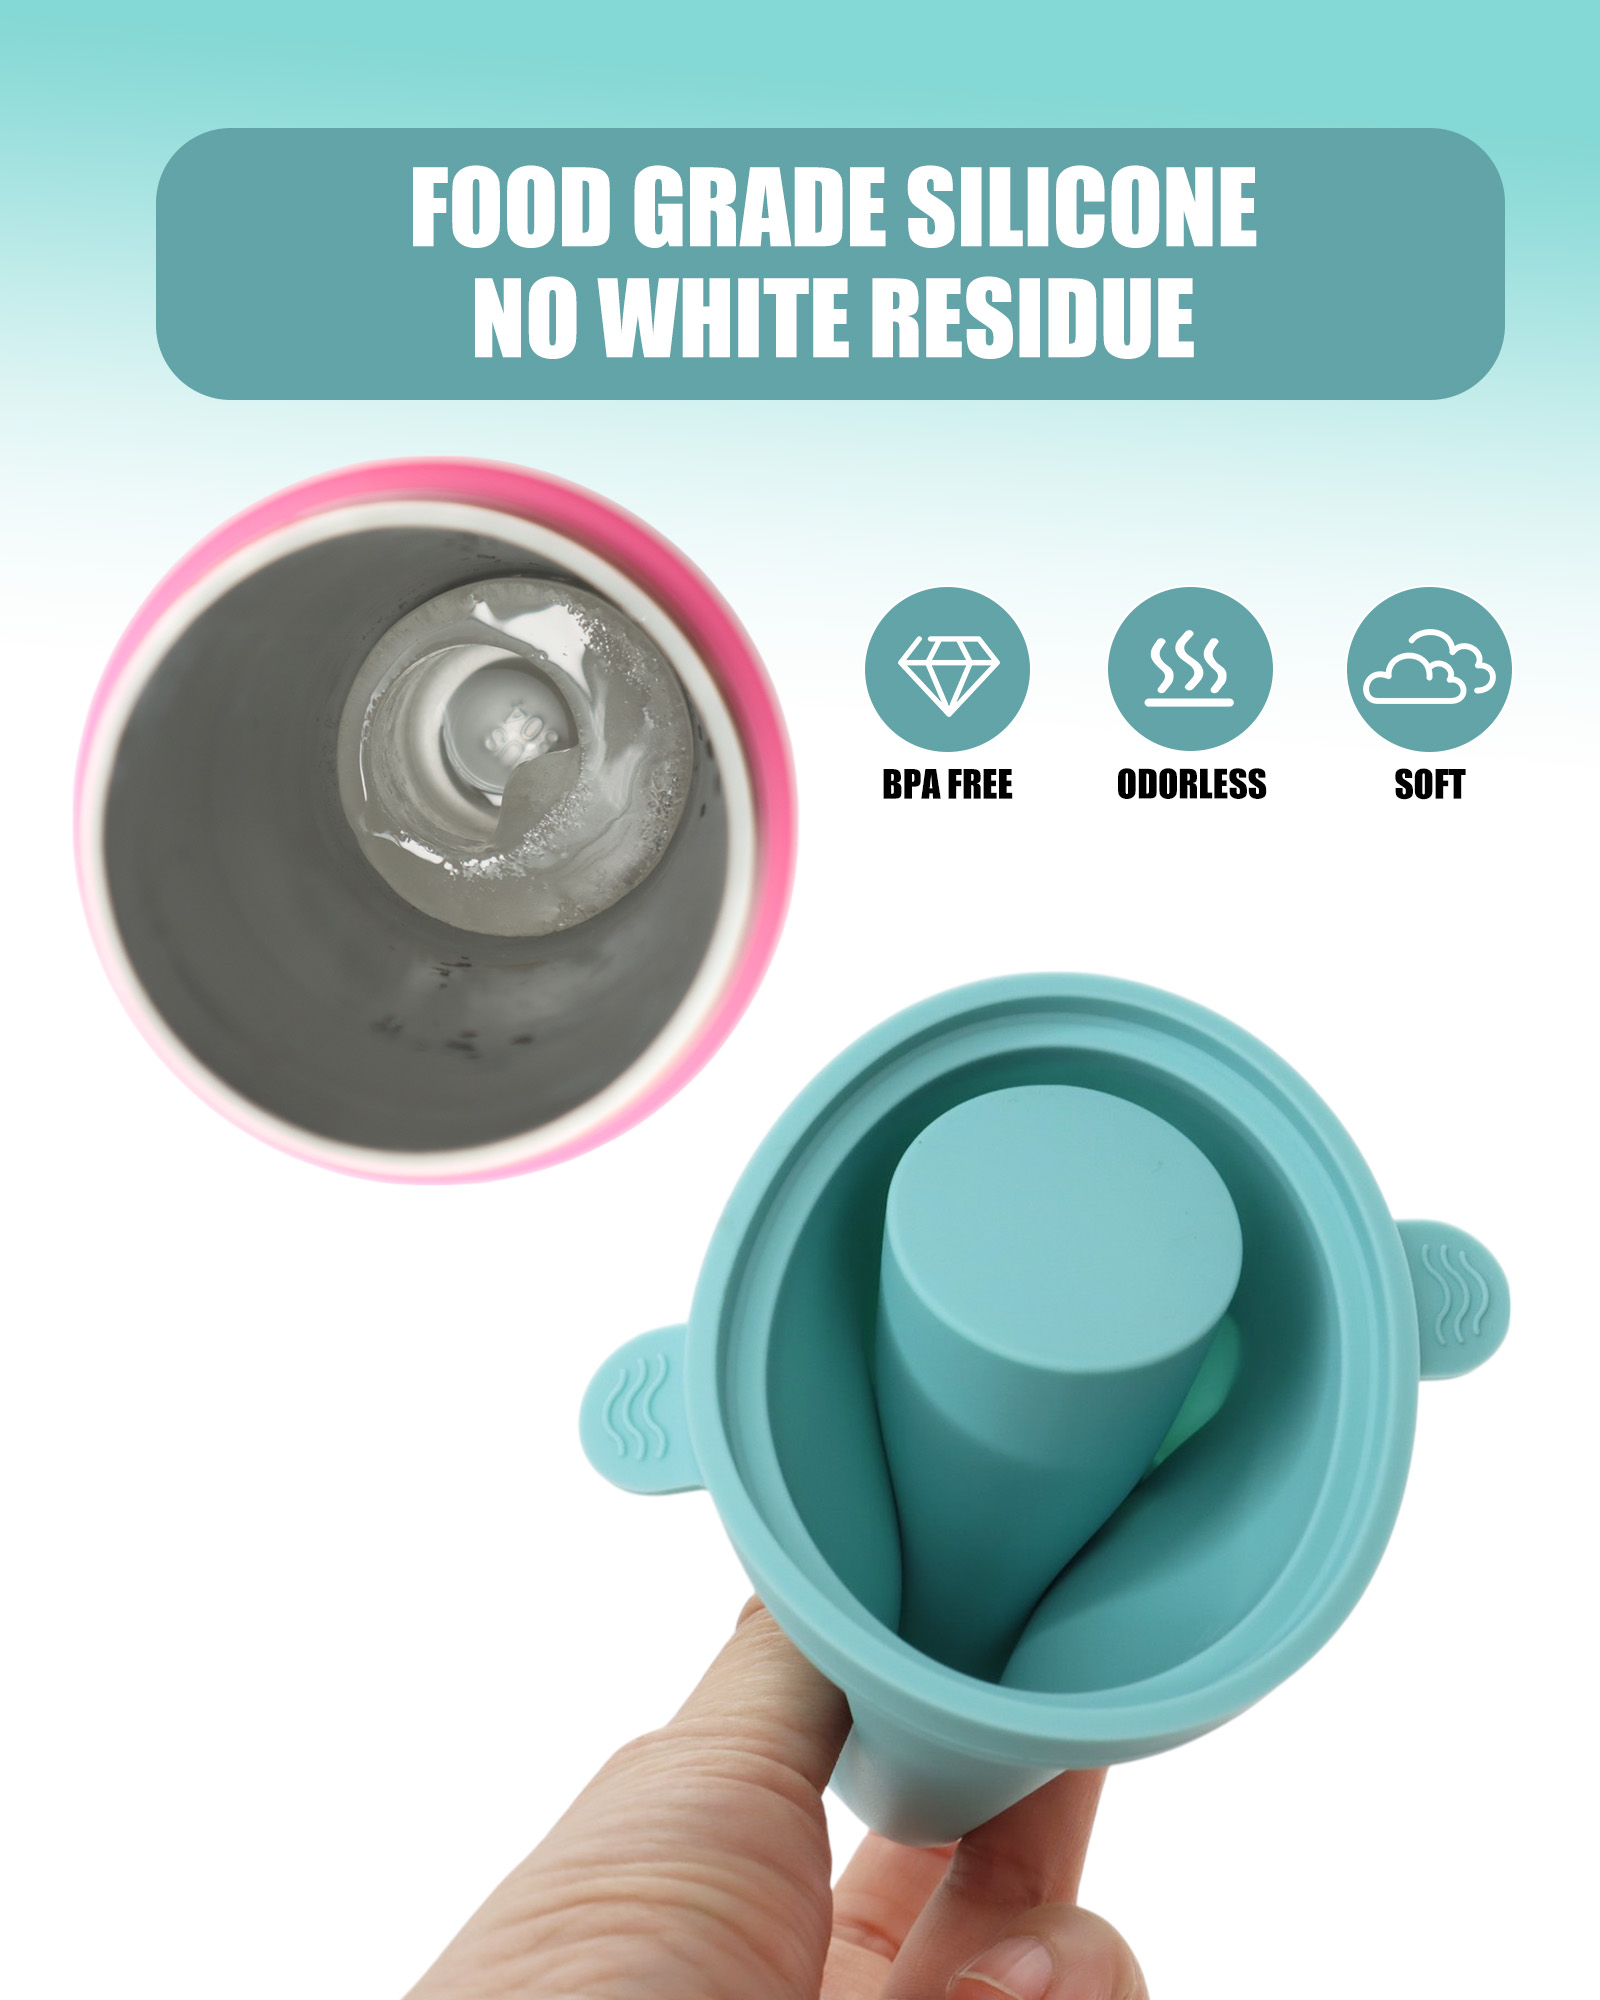 FOOD GRADE SILICONE
NO WHITE RESIDUE
BPA FREE
ODORLESS
SOFT